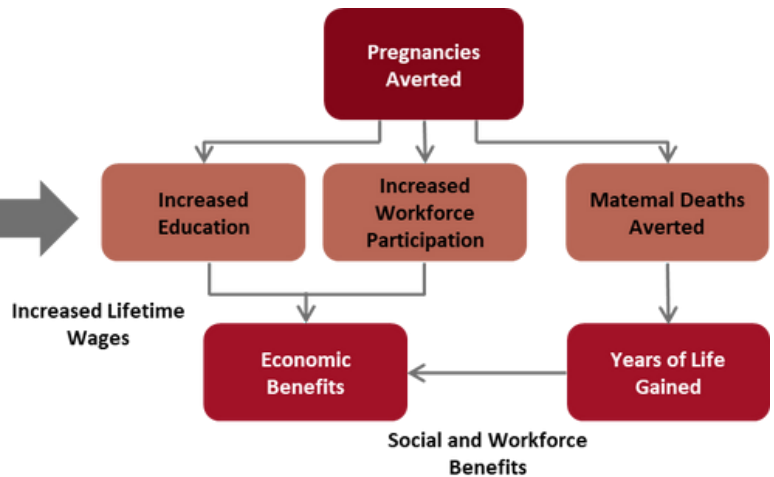 Pregnancies
Averted
Increased
Education
Increased
Workforce
Participation
Matemal Deaths
Averted
Increased Lifetime
Wages
Economic
Benefits
Years of Life
Gained
Social and Workforce
Benefits